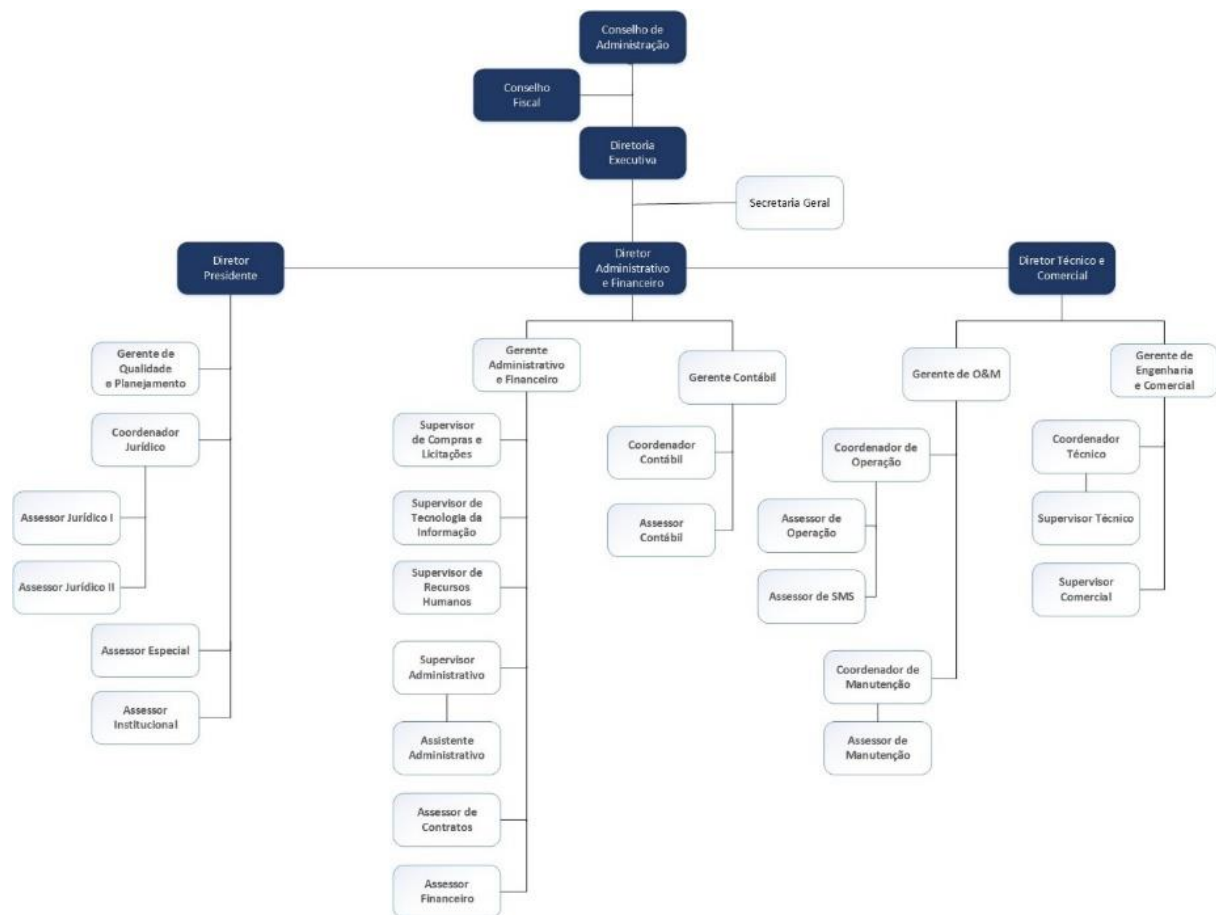 Conselho de
Administração
Conselho
Fiscal
Diretoria
Executiva
Secretaria Geral
Diretor
Presidente
Diretor
Administrativo
e Financeiro
Diretor Técnico e
Comercial
Gerente de
Qualidade
e Planejamento
Coordenador
Jurídico
Assessor Jurídico I
Assessor Jurídico II
Assessor Especial
Assessor
Institucional
Gerente
Administrativo
e Financeiro
Supervisor
de Compras e
Licitações
Supervisor de
Tecnologia da
Informação
Supervisor de
Recursos
Humanos
Supervisor
Administrativo
Assistente
Administrativo
Assessor de
Contratos
Assessor
Financeiro
Gerente Contábil
Coordenador
Contábil
Assessor
Contábil
Gerente de O&M
Coordenador de
Operação
Assessor de
Operação
Assessor de SMS
Coordenador de
Manutenção
Assessor de
Manutenção
Gerente de
Engenharia
e Comercial
Coordenador
Técnico
Supervisor Técnico
Supervisor
Comercial